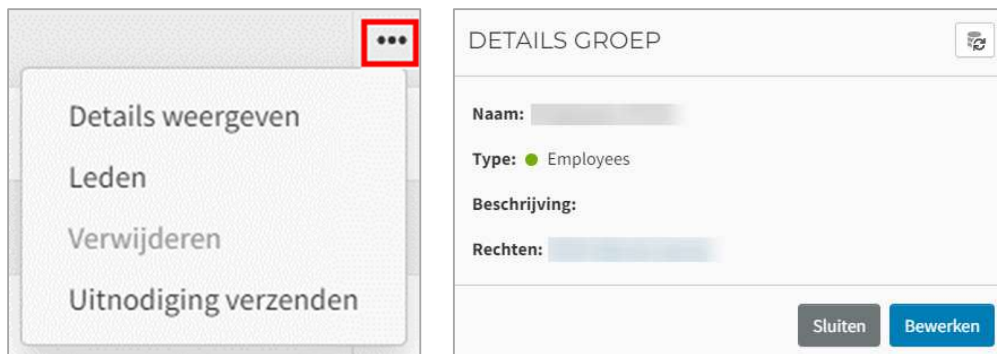 Details weergeven
Leden
Verwijderen
Uitnodiging verzenden
DETAILS GROEP
Naam:
Type: Employees
Beschrijving:
Rechten:
Sluiten Bewerken